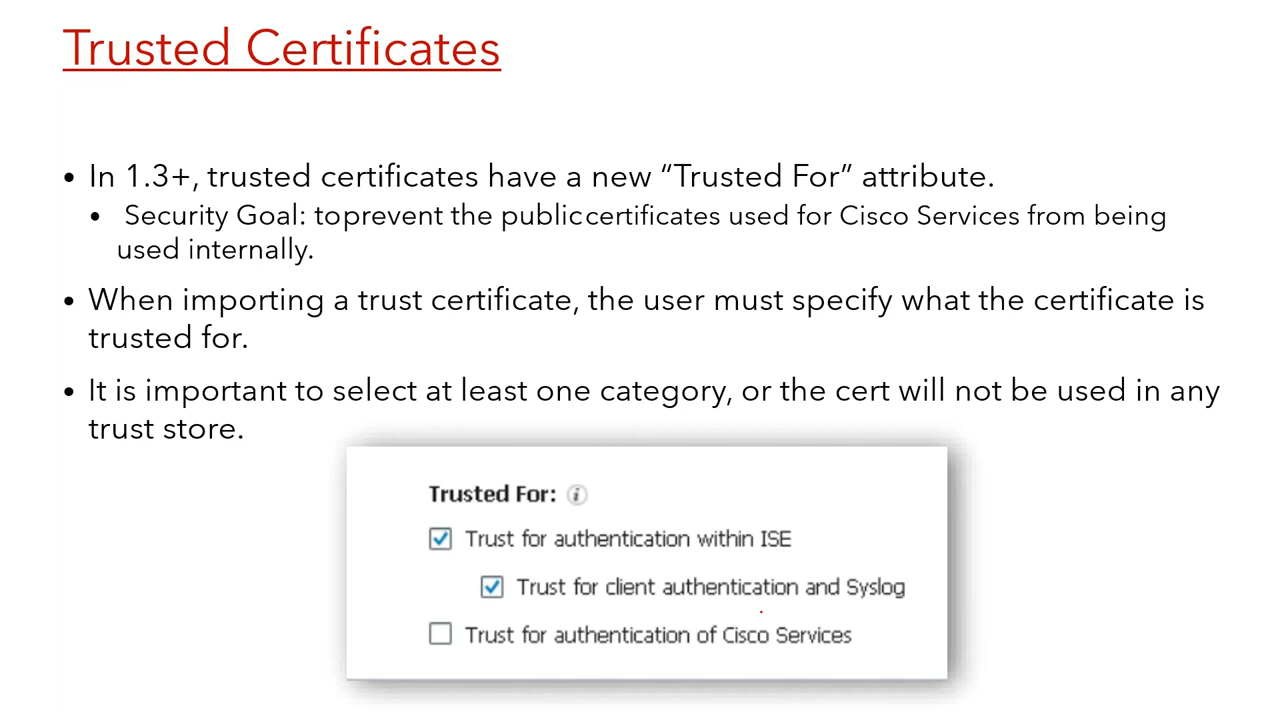 Trusted Certificates
• In 1.3+, trusted certificates have a new “Trusted For” attribute.
• Security Goal: toprevent the publiccertificates used for Cisco Services from being
used internally.
• When importing a trust certificate, the user must specify what the certificate is
trusted for.
• It is important to select at least one category, or the cert will not be used in any
trust store.
Trusted For: i
Trust for authentication within ISE
Trust for client authentication and Syslog
Trust for authentication of Cisco Services